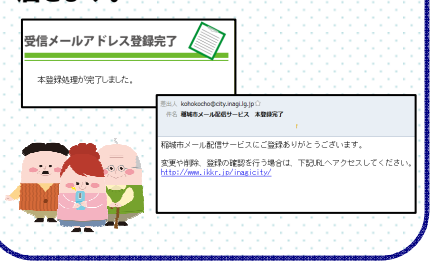 受信メールアドレス登録完了
本登録処理が完了しました。
差出人 kohokocho@city.inagi.lg.jp☆
件名 稲城市メール配信サービス 本登録完了
稲城市メール配信サービスにご登録ありがとうございます。
変更や削除、登録の確認を行う場合は、下記URLへアクセスしてください。
http://www.ikkr.jp/inagicity/